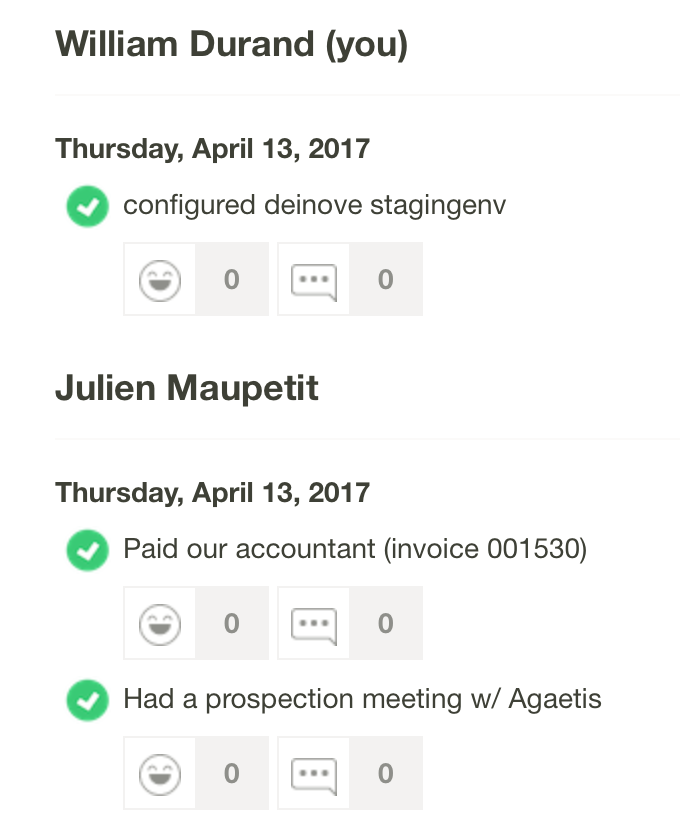 William Durand (you)
Thursday, April 13, 2017
configured deinove stagingenv
0 0
Julien Maupetit
Thursday, April 13, 2017
Paid our accountant (invoice 001530)
0 0
Had a prospection meeting w/ Agaetis
0 0